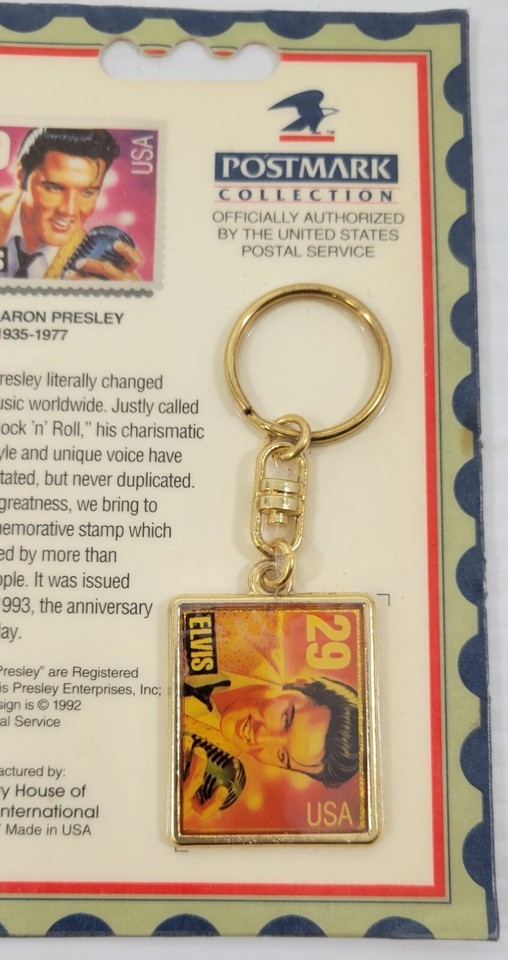 USA
POSTMARK
COLLECTION
OFFICIALLY AUTHORIZED
BY THE UNITED STATES
POSTAL SERVICE
ARON PRESLEY
1935-1977
resley literally changed
usic worldwide. Justly called
ock 'n' Roll," his charismatic
yle and unique voice have
tated, but never duplicated.
greatness, we bring to
emorative stamp which
ed by more than
ople. It was issued
1993, the anniversary
ay.
Presley" are Registered
is Presley Enterprises, Inc;
sign is © 1992
al Service
actured by:
y House of
nternational
Made in USA
ELVIS
29
USA